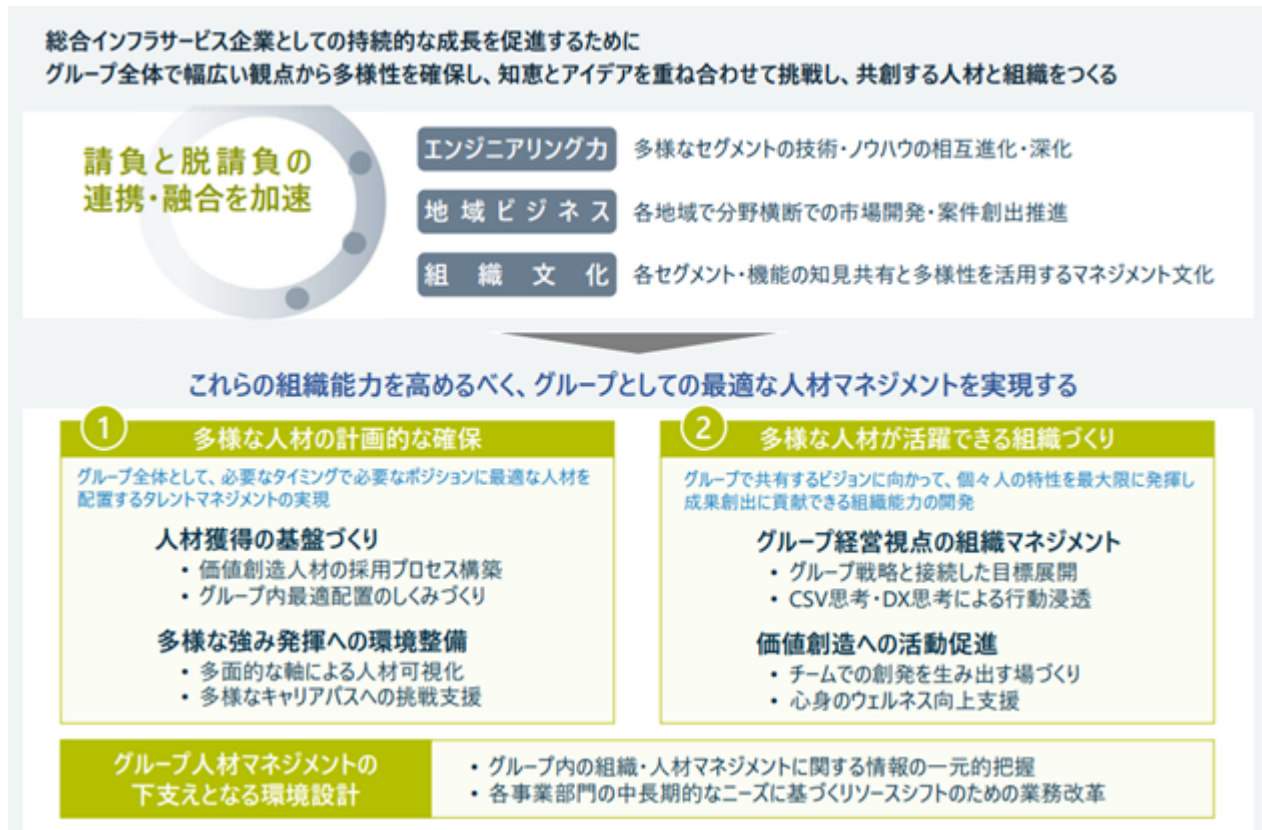 総合インフラサービス企業としての持続的な成長を促進するために
グループ全体で幅広い観点から多様性を確保し、知恵とアイデアを重ね合わせて挑戦し、共創する人材と組織をつくる
請負と脱請負の
連携・融合を加速
エンジニアリング力 多様なセグメントの技術・ノウハウの相互進化・深化
地域ビジネス 各地域で分野横断での市場開発・案件創出推進
組織文化 各セグメント・機能の知見共有と多様性を活用するマネジメント文化
これらの組織能力を高めるべく、グループとしての最適な人材マネジメントを実現する
1 多様な人材の計画的な確保
グループ全体として、必要なタイミングで必要なポジションに最適な人材を
配置するタレントマネジメントの実現
人材獲得の基盤づくり
• 価値創造人材の採用プロセス構築
• グループ内最適配置のしくみづくり
多様な強み発揮への環境整備
• 多面的な軸による人材可視化
• 多様なキャリアパスへの挑戦支援
2 多様な人材が活躍できる組織づくり
グループで共有するビジョンに向かって、個々人の特性を最大限に発揮し
成果創出に貢献できる組織能力の開発
グループ経営視点の組織マネジメント
• グループ戦略と接続した目標展開
• CSV思考・DX思考による行動浸透
価値創造への活動促進
• チームでの創発を生み出す場づくり
• 心身のウェルネス向上支援
グループ人材マネジメントの
下支えとなる環境設計
• グループ内の組織・人材マネジメントに関する情報の一元的把握
• 各事業部門の中長期的なニーズに基づくリソースシフトのための業務改革